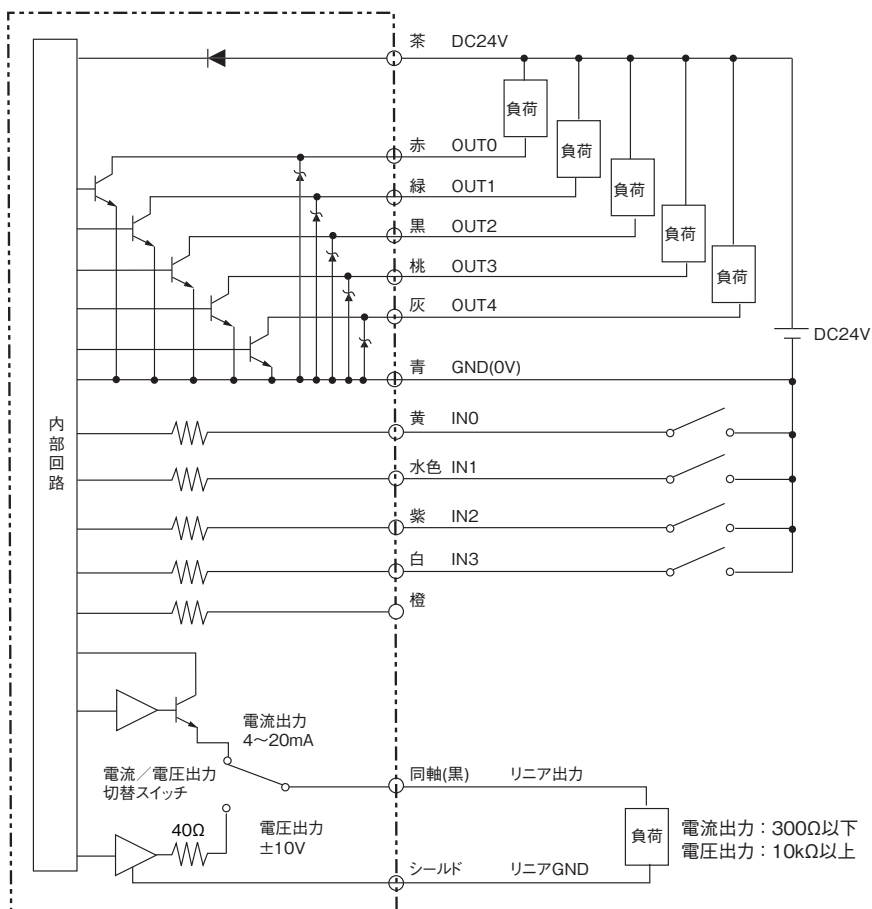 茶 DC24V
負荷
負荷
負荷
負荷
負荷
赤 OUT0
緑 OUT1
黒 OUT2
桃 OUT3
灰 OUT4
DC24V
青 GND(0V)
内部回路
黄 IN0
水色 IN1
紫 IN2
白 IN3
橙
電流出力
4～20mA
電流／電圧出力
切替スイッチ
同軸(黒) リニア出力
40Ω
電圧出力
±10V
負荷
電流出力：300Ω以下
電圧出力：10kΩ以上
シールド リニアGND